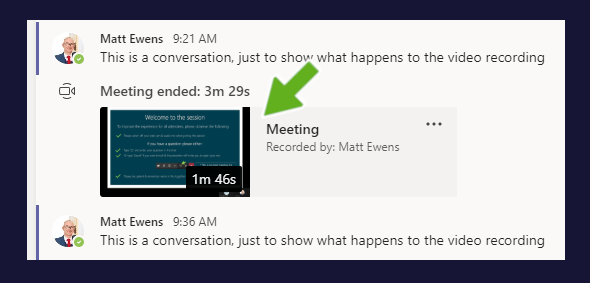 Matt Ewens 9:21 AM
This is a conversation, just to show what happens to the video recording
Meeting ended: 3m 29s
Welcome to the session
Meeting
Recorded by: Matt Ewens
1m 46s
Matt Ewens 9:36 AM
This is a conversation, just to show what happens to the video recording